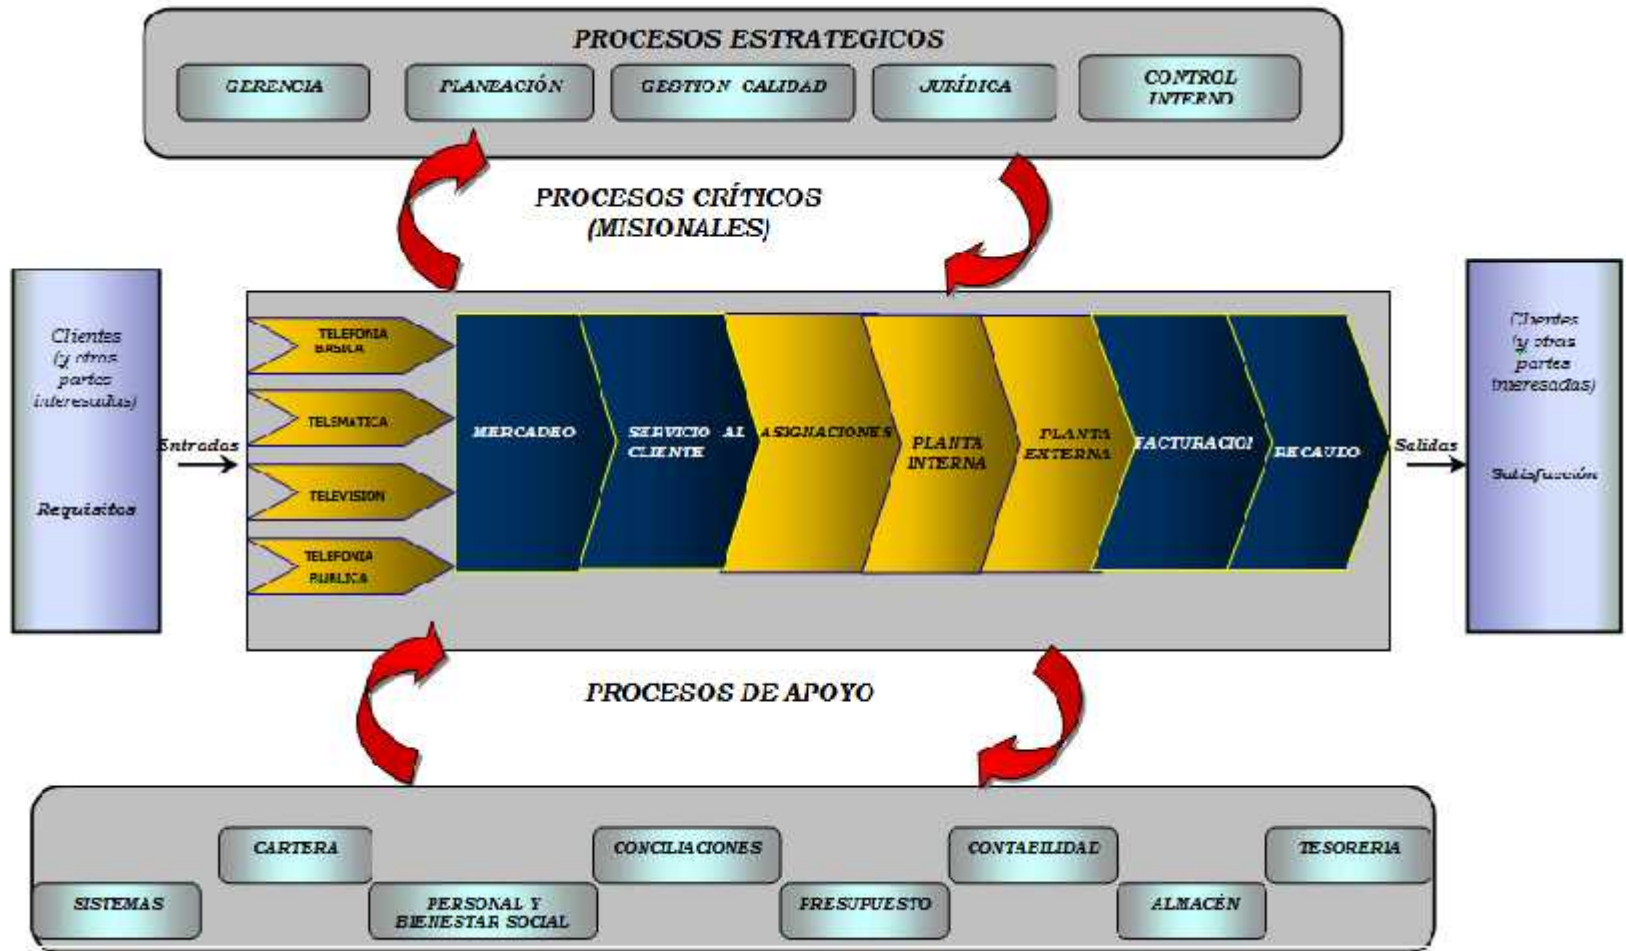 PROCESOS ESTRATEGICOS
GERENCIA
PLANEACIÓN
GESTION CALIDAD
JURÍDICA
CONTROL
INTERNO
PROCESOS CRÍTICOS
(MISIONALES)
Clientes
(y otras
partes
interesadas)
Requisitos
Entradas
TELEFONIA
BASICA
TELEMATICA
TELEVISION
TELEFONIA
PUBLICA
MERCADEO
SERVICIO AL
CLIENTE
ASIGNACIONES
PLANTA
INTERNA
PLANTA
EXTERNA
FACTURACION
RECAUDO
Salidas
Clientes
(y otras
partes
interesadas)
Satisfacción
PROCESOS DE APOYO
SISTEMAS
CARTERA
PERSONAL Y
BIENESTAR SOCIAL
CONCILIACIONES
PRESUPUESTO
CONTABILIDAD
ALMACÉN
TESORERIA